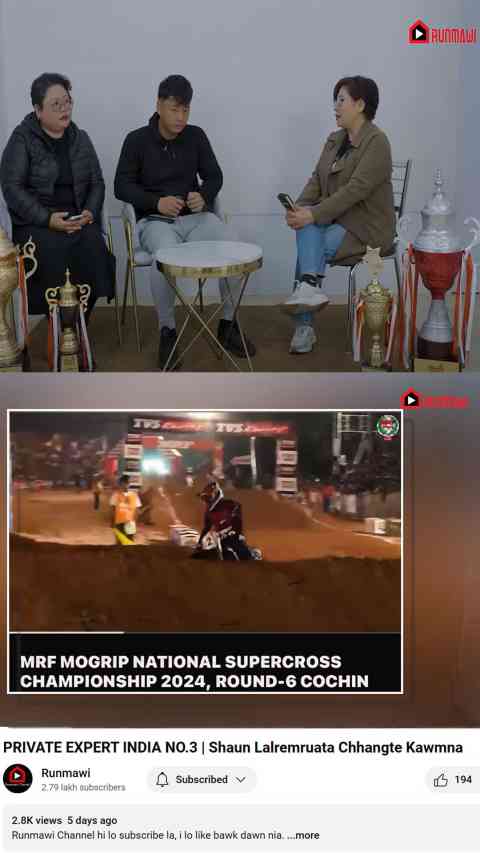 RUNMAWI
RUNMAWI
TVS Racing TVS Racing
MRF MOGRIP NATIONAL SUPERCROSS
CHAMPIONSHIP 2024, ROUND-6 COCHIN
PRIVATE EXPERT INDIA NO.3 | Shaun Lalremruata Chhangte Kawmna
Runmawi
2.79 lakh subscribers
Subscribed
194
2.8K views 5 days ago
Runmawi Channel hi lo subscribe la, i lo like bawk dawn nia. ...more